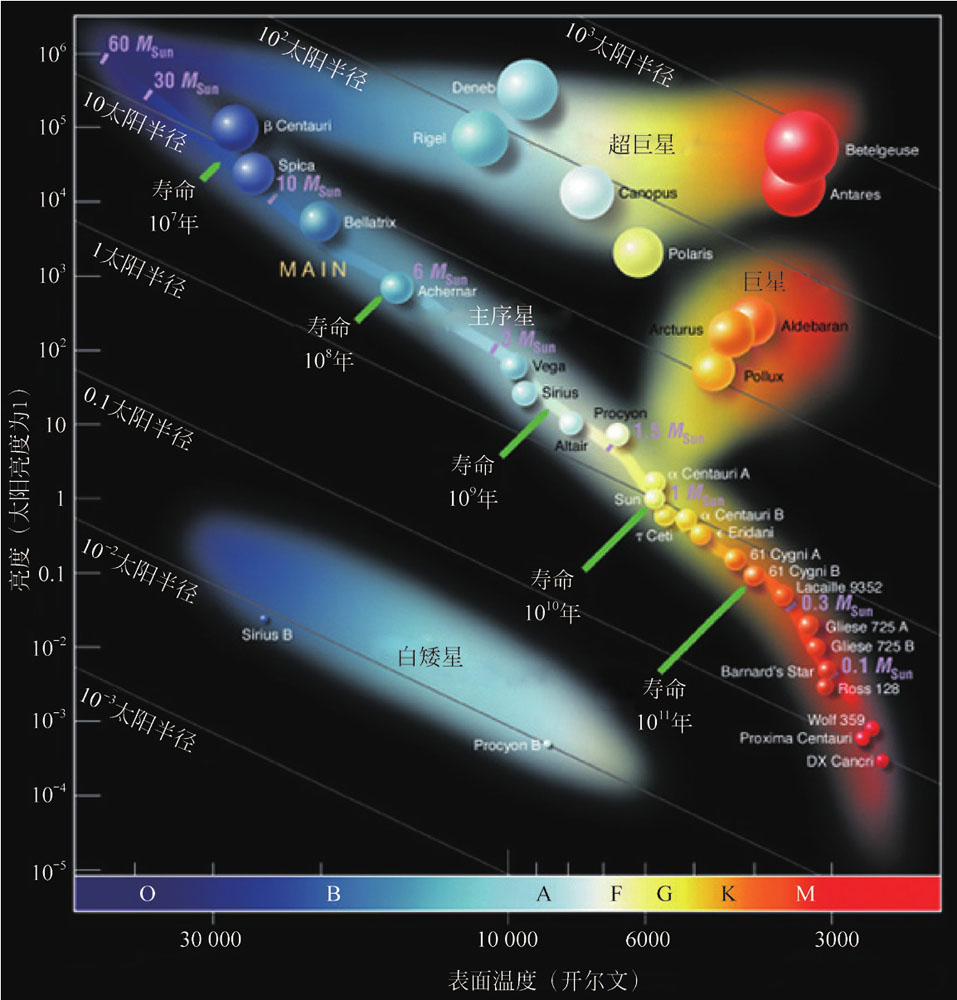 10⁶
10⁵
10⁴
10³
10²
10
1
0.1
10⁻²
10⁻³
10⁻⁴
10⁻⁵
亮度（太阳亮度为1）
60 MSun
30 MSun
10²太阳半径
10³太阳半径
10太阳半径
Deneb
Rigel
超巨星
Betelgeuse
β Centauri
Spica
10 MSun
Canopus
Antares
寿命
10⁷年
Bellatrix
Polaris
1太阳半径
MAIN
6 MSun
Achernar
巨星
主序星
寿命
10⁸年
3 MSun
Arcturus
Aldebaran
Vega
Pollux
Sirius
0.1太阳半径
Procyon
1.5 MSun
Altair
寿命
10⁹年
α Centauri A
Sun
1 MSun
α Centauri B
τ Ceti
ϵ Eridani
10⁻²太阳半径
61 Cygni A
61 Cygni B
寿命
10¹⁰年
Lacaille 9352
0.3 MSun
Sirius B
Gliese 725 A
白矮星
Gliese 725 B
Barnard's Star
0.1 MSun
寿命
10¹¹年
Ross 128
10⁻³太阳半径
Wolf 359
Procyon B
Proxima Centauri
DX Cancri
O B A F G K M
30 000 10 000 6000 3000
表面温度（开尔文）